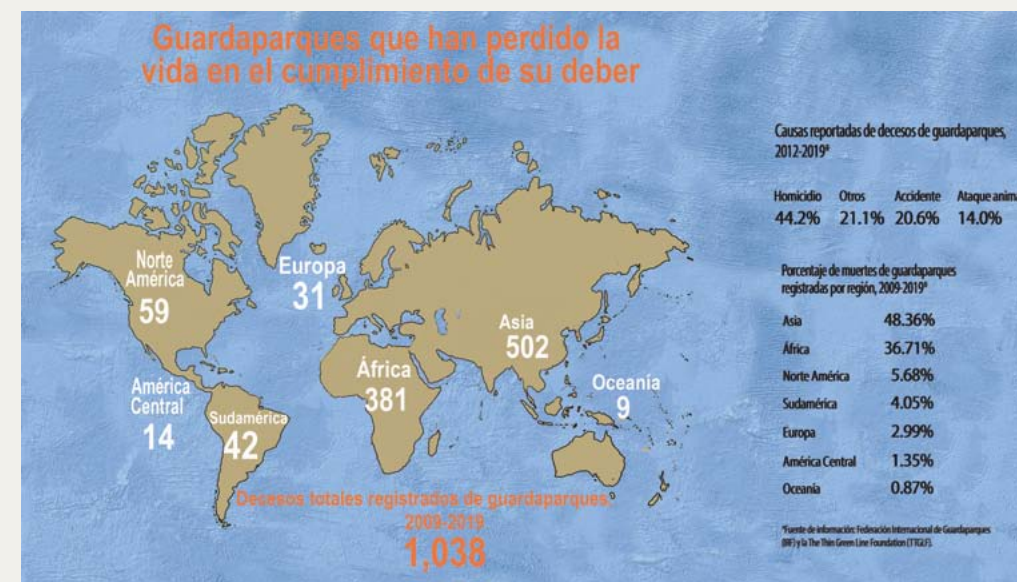 Guardaparques que han perdido la
vida en el cumplimiento de su deber
Causas reportadas de decesos de guardaparques,
2012-2019*
Homicidio Otros Accidente Ataque anima
44.2% 21.1% 20.6% 14.0%
Norte
América
59
Europa
31
Asia
502
África
381
América
Central
14
Sudamérica
42
Oceanía
9
Porcentaje de muertes de guardaparques
registradas por región, 2009-2019*
Asia 48.36%
África 36.71%
Norte América 5.68%
Sudamérica 4.05%
Europa 2.99%
América Central 1.35%
Oceanía 0.87%
Decesos totales registrados de guardaparques,
2009-2019
1,038
*Fuente de información: Federación Internacional de Guardaparques
(IRF) y la The Thin Green Line Foundation (TTGLF).